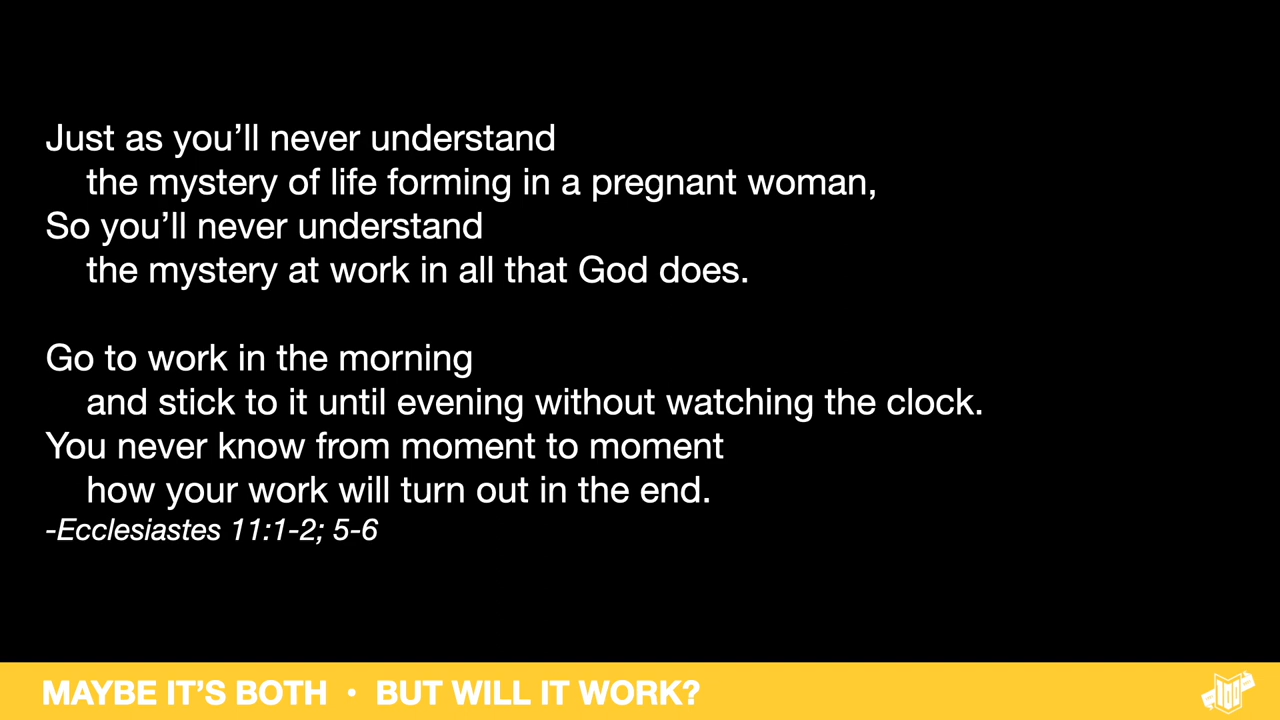 Just as you’ll never understand
the mystery of life forming in a pregnant woman,
So you’ll never understand
the mystery at work in all that God does.
Go to work in the morning
and stick to it until evening without watching the clock.
You never know from moment to moment
how your work will turn out in the end.
-Ecclesiastes 11:1-2; 5-6
MAYBE IT’S BOTH • BUT WILL IT WORK?
100